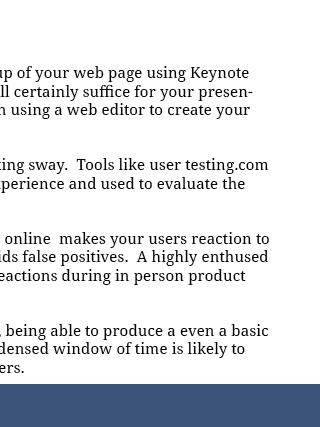 up of your web page using Keynote
ll certainly suffice for your presen-
n using a web editor to create your
king sway.  Tools like user testing.com
xperience and used to evaluate the
online  makes your users reaction to
ids false positives.  A highly enthused
eactions during in person product
, being able to produce a even a basic
densed window of time is likely to
ers.